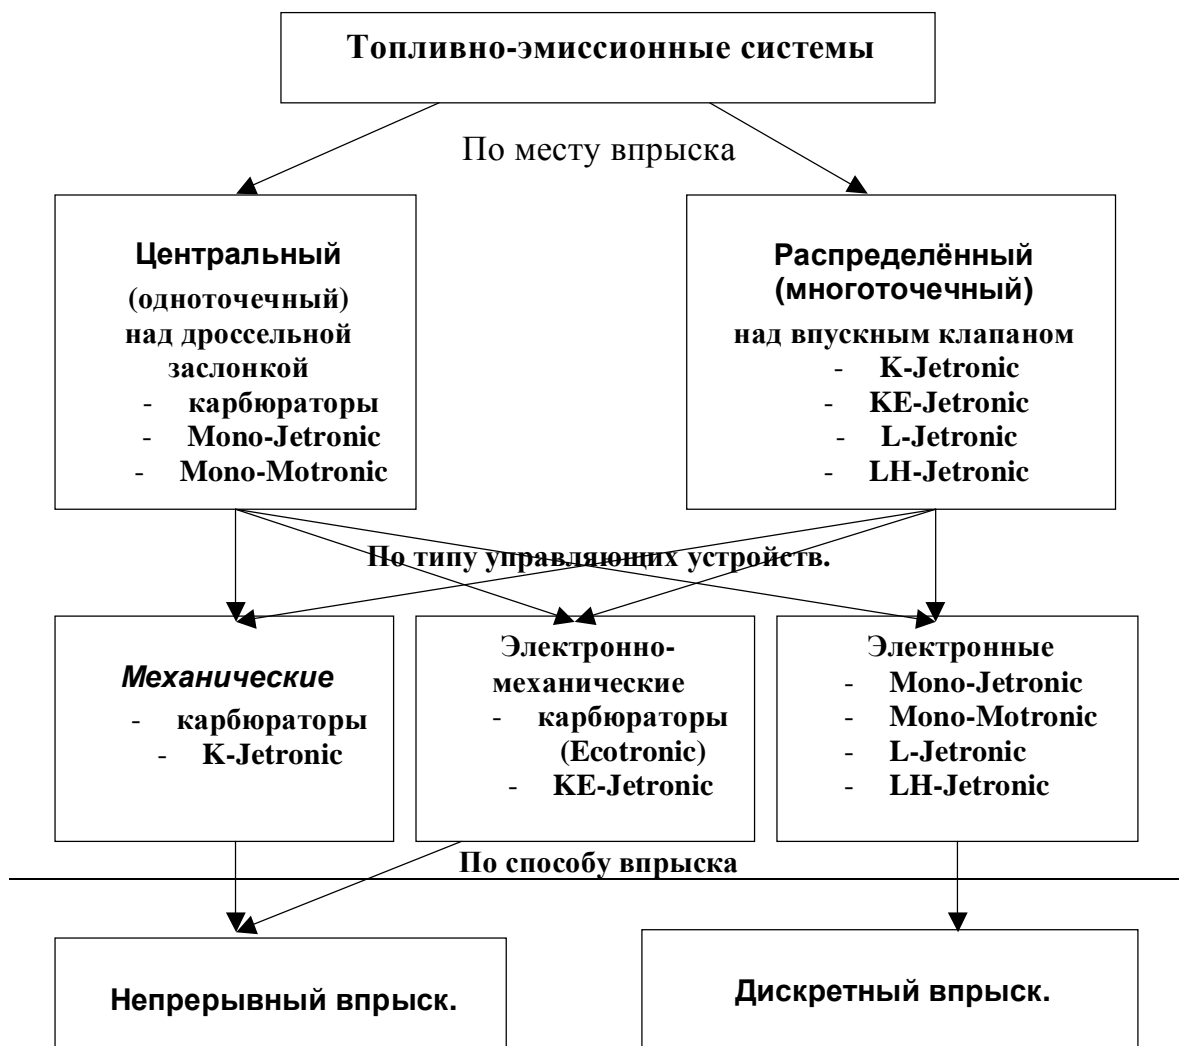 Топливно-эмиссионные системы
По месту впрыска
Центральный
(одноточечный)
над дроссельной
заслонкой
- карбюраторы
- Mono-Jetronic
- Mono-Motronic
Распределённый
(многоточечный)
над впускным клапаном
- K-Jetronic
- KE-Jetronic
- L-Jetronic
- LH-Jetronic
По типу управляющих устройств.
Механические
- карбюраторы
- K-Jetronic
Электронно-
механические
- карбюраторы
(Ecotronic)
- KE-Jetronic
Электронные
- Mono-Jetronic
- Mono-Motronic
- L-Jetronic
- LH-Jetronic
По способу впрыска
Непрерывный впрыск.
Дискретный впрыск.